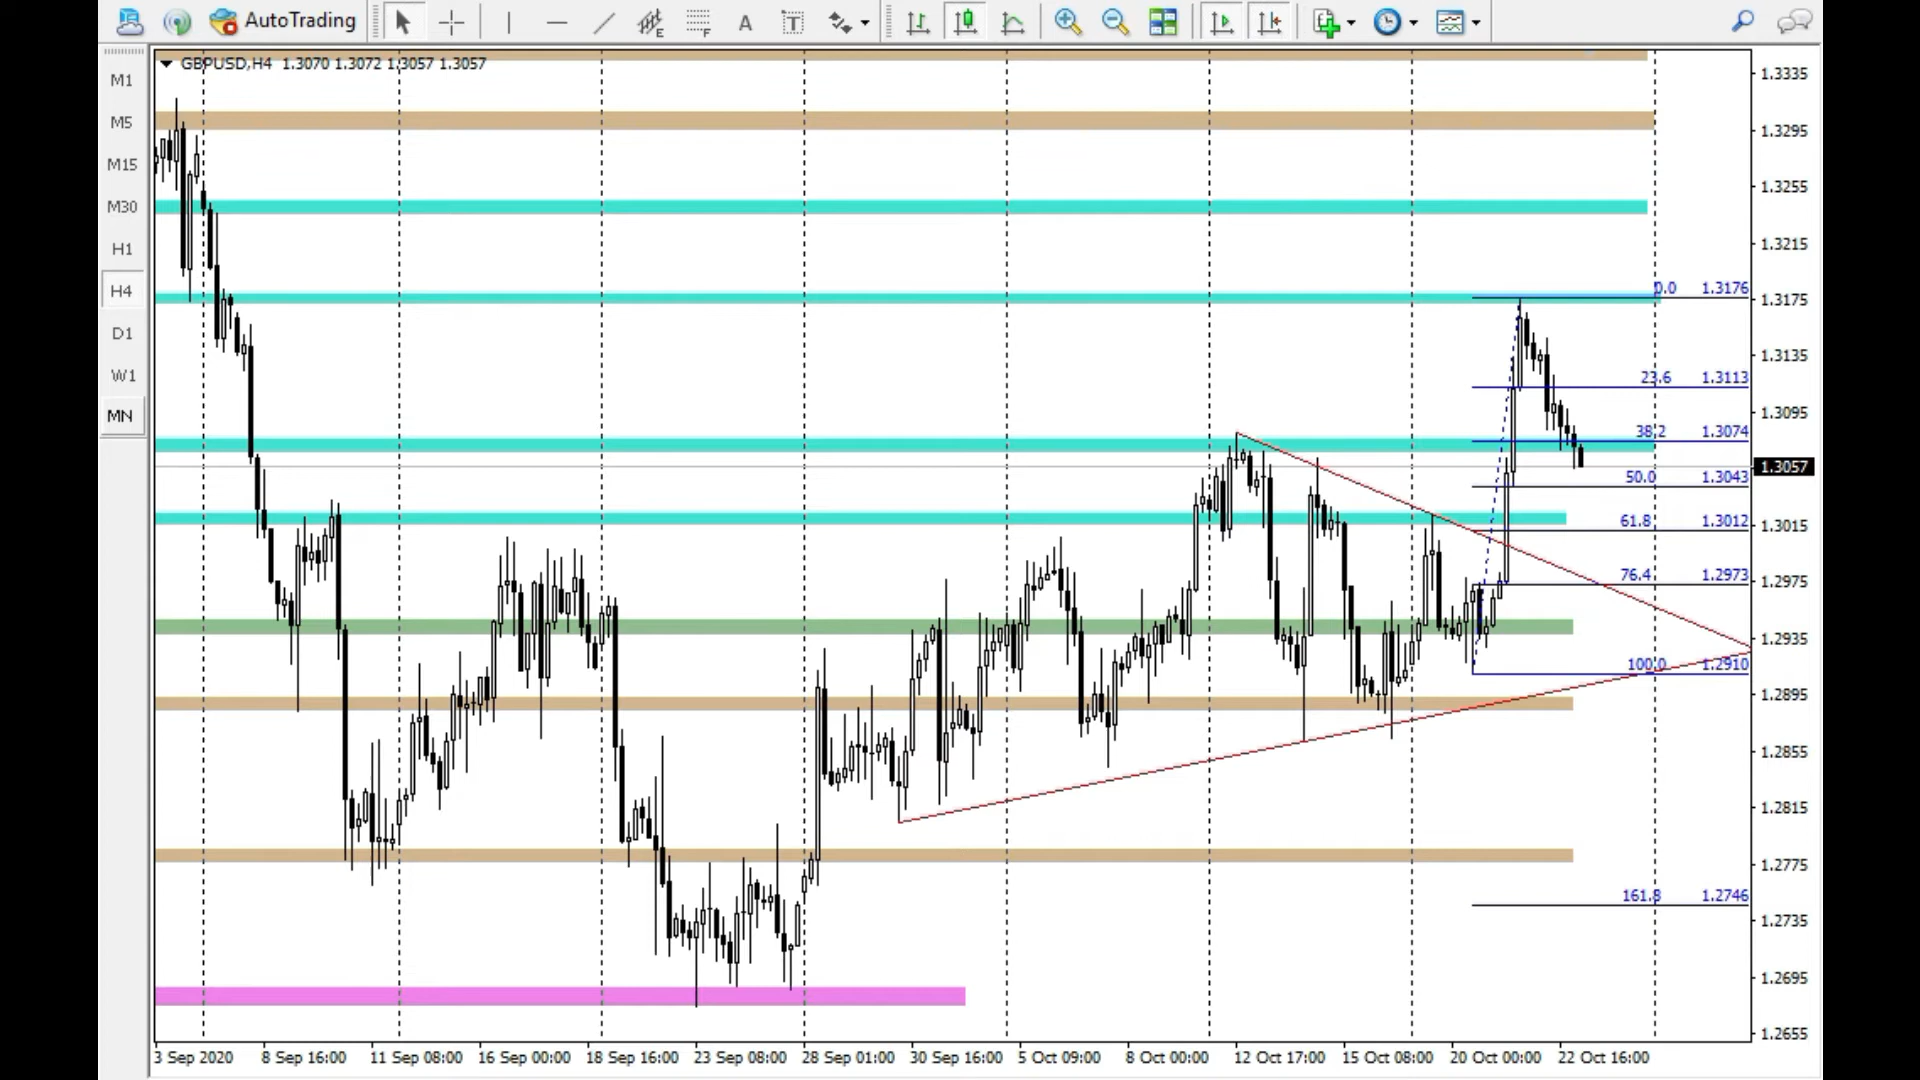 AutoTrading
E
F
A
T
M1
M5
M15
M30
H1
H4
D1
W1
MN
GBPUSD,H4 1.3070 1.3072 1.3057 1.3057
1.3335
1.3295
1.3255
1.3215
1.3175
1.3135
1.3095
1.3057
1.3015
1.2975
1.2935
1.2895
1.2855
1.2815
1.2775
1.2735
1.2695
1.2655
0.0 1.3176
23.6 1.3113
38.2 1.3074
50.0 1.3043
61.8 1.3012
76.4 1.2973
100.0 1.2910
161.8 1.2746
3 Sep 2020 8 Sep 16:00 11 Sep 08:00 16 Sep 00:00 18 Sep 16:00 23 Sep 08:00 28 Sep 01:00 30 Sep 16:00 5 Oct 09:00 8 Oct 00:00 12 Oct 17:00 15 Oct 08:00 20 Oct 00:00 22 Oct 16:00